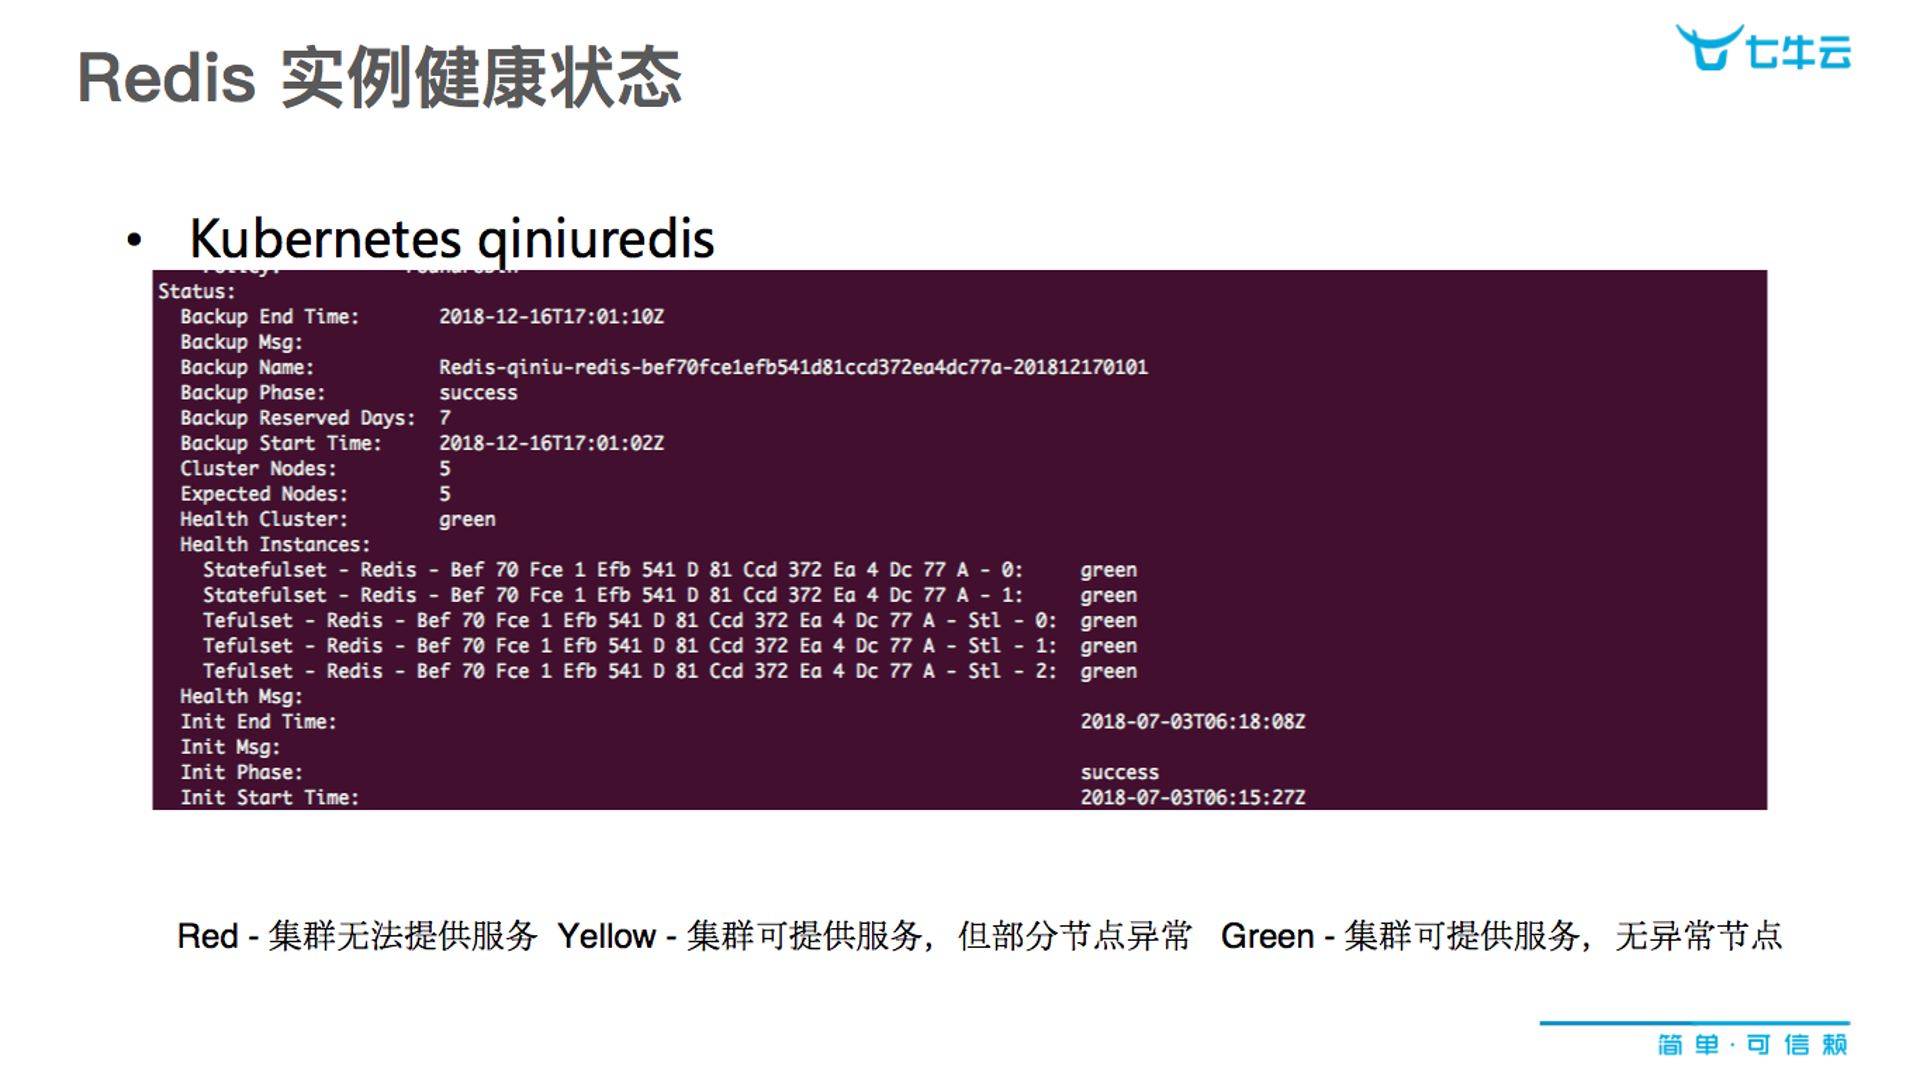 Redis 实例健康状态
七牛云
• Kubernetes qiniuredis
Status:
Backup End Time: 2018-12-16T17:01:10Z
Backup Msg:
Backup Name: Redis-qiniu-redis-bef70fce1efb541d81ccd372ea4dc77a-201812170101
Backup Phase: success
Backup Reserved Days: 7
Backup Start Time: 2018-12-16T17:01:02Z
Cluster Nodes: 5
Expected Nodes: 5
Health Cluster: green
Health Instances:
Statefulset - Redis - Bef 70 Fce 1 Efb 541 D 81 Ccd 372 Ea 4 Dc 77 A - 0: green
Statefulset - Redis - Bef 70 Fce 1 Efb 541 D 81 Ccd 372 Ea 4 Dc 77 A - 1: green
Tefulset - Redis - Bef 70 Fce 1 Efb 541 D 81 Ccd 372 Ea 4 Dc 77 A - Stl - 0: green
Tefulset - Redis - Bef 70 Fce 1 Efb 541 D 81 Ccd 372 Ea 4 Dc 77 A - Stl - 1: green
Tefulset - Redis - Bef 70 Fce 1 Efb 541 D 81 Ccd 372 Ea 4 Dc 77 A - Stl - 2: green
Health Msg:
Init End Time: 2018-07-03T06:18:08Z
Init Msg:
Init Phase: success
Init Start Time: 2018-07-03T06:15:27Z
Red - 集群无法提供服务 Yellow - 集群可提供服务，但部分节点异常 Green - 集群可提供服务，无异常节点
简单·可信赖